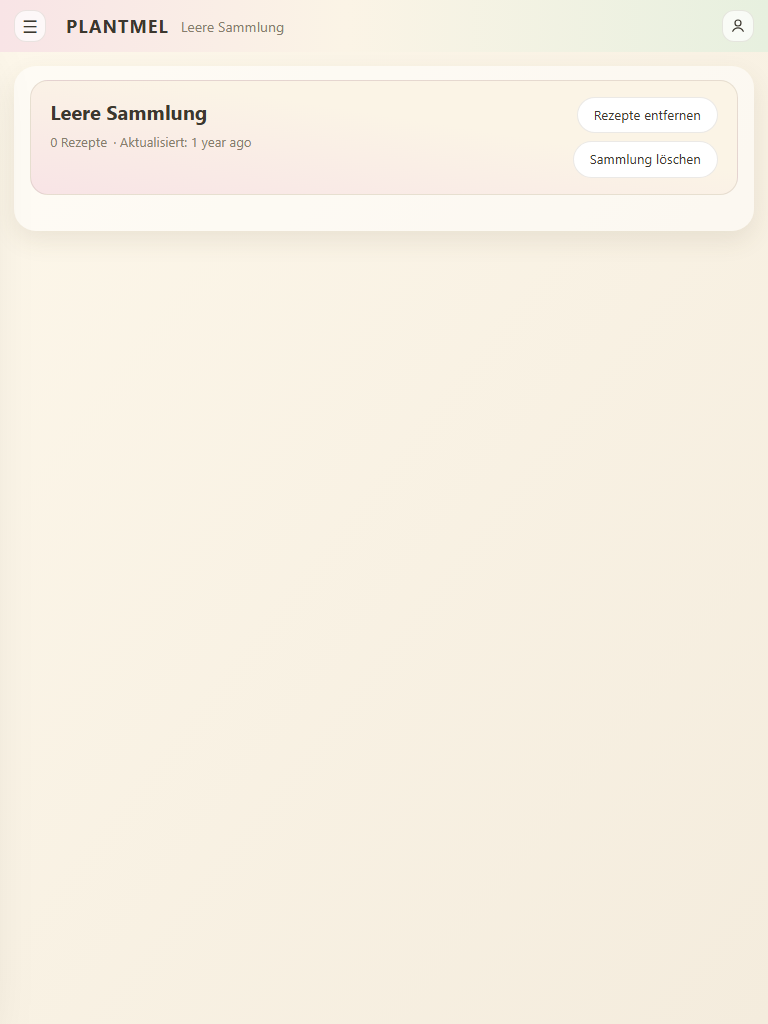 PLANTMEL Leere Sammlung
Leere Sammlung
0 Rezepte · Aktualisiert: 1 year ago
Rezepte entfernen
Sammlung löschen